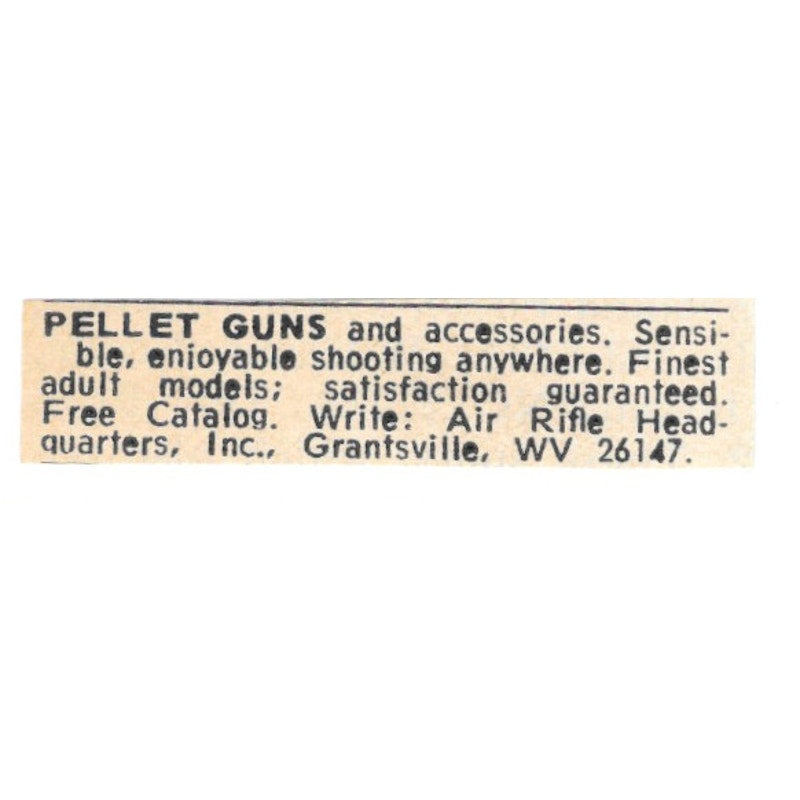 PELLET GUNS and accessories. Sensi-
ble, enjoyable shooting anywhere. Finest
adult models; satisfaction guaranteed.
Free Catalog. Write: Air Rifle Head-
quarters, Inc., Grantsville, WV 26147.